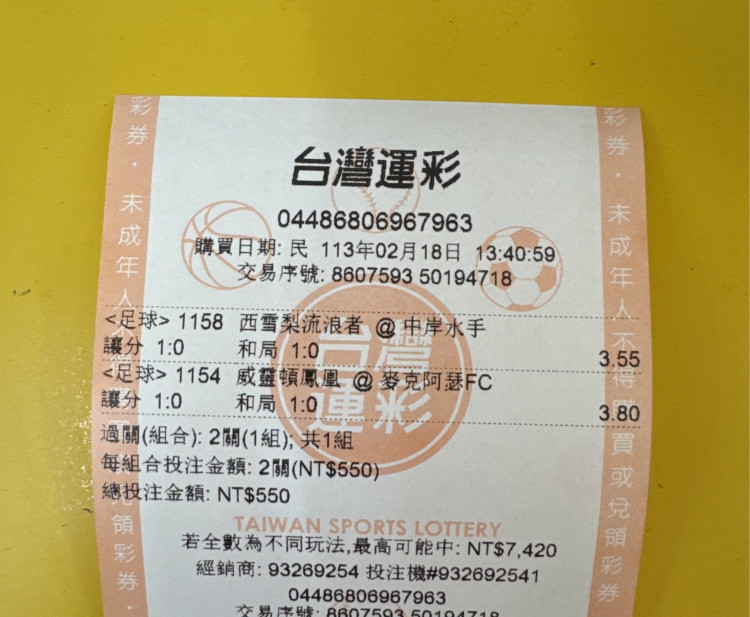 台灣運彩
04486806967963
購買日期: 民 113年02月18日 13:40:59
交易序號: 8607593 50194718
<足球> 1158 西雪梨流浪者 @ 中岸水手
讓分 1:0 和局 1:0 3.55
<足球> 1154 威靈頓鳳凰 @ 麥克阿瑟FC
讓分 1:0 和局 1:0 3.80
過關(組合): 2關(1組); 共1組
每組合投注金額: 2關(NT$550)
總投注金額: NT$550
TAIWAN SPORTS LOTTERY
若全數為不同玩法,最高可能中: NT$7,420
經銷商: 93269254 投注機#932692541
04486806967963
交易序號: 8607593 50194718
彩券・未成年人
領彩券・
彩券・未成年人不得購買或兌領彩券